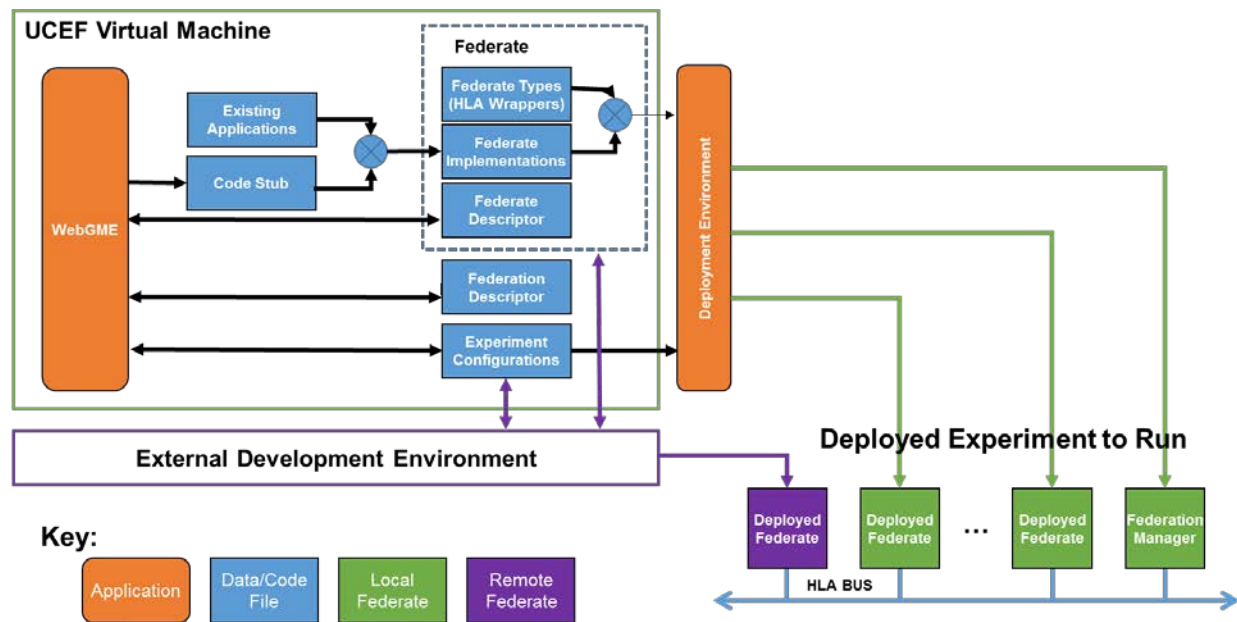 UCEF Virtual Machine
Federate
Federate Types
(HLA Wrappers)
Existing
Applications
Federate
Implementations
Code Stub
Federate
Descriptor
WebGME
Deployment Environment
Federation
Descriptor
Experiment
Configurations
External Development Environment
Deployed Experiment to Run
Deployed
Federate
Deployed
Federate
...
Deployed
Federate
Federation
Manager
HLA BUS
Key:
Application
Data/Code
File
Local
Federate
Remote
Federate